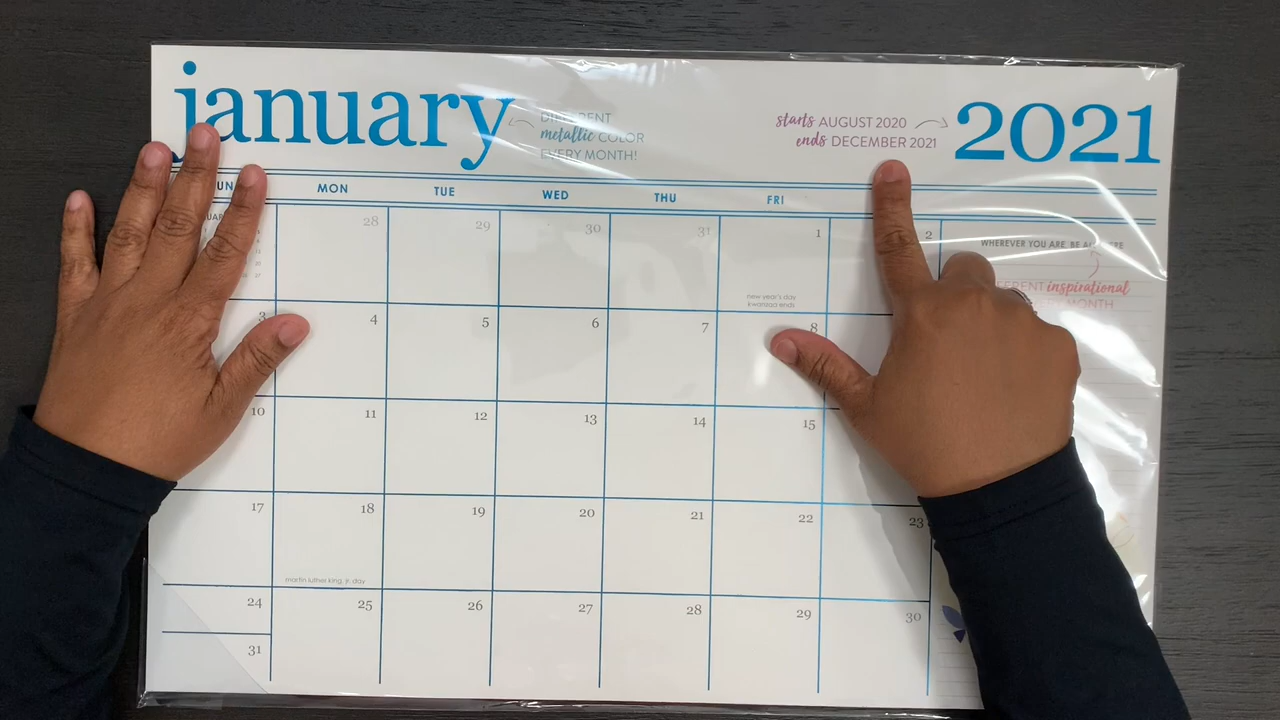 january
DIFFERENT
metallic COLOR
EVERY MONTH!
starts AUGUST 2020
ends DECEMBER 2021
2021
MON TUE WED THU FRI
28 29 30 31 1 2
WHEREVER YOU ARE, BE
inspirational
MONTH
new year's day
kwanzaa ends
3 4 5 6 7 8
10 11 12 13 14 15
17 18 19 20 21 22 23
martin luther king, jr. day
24 25 26 27 28 29 30
31